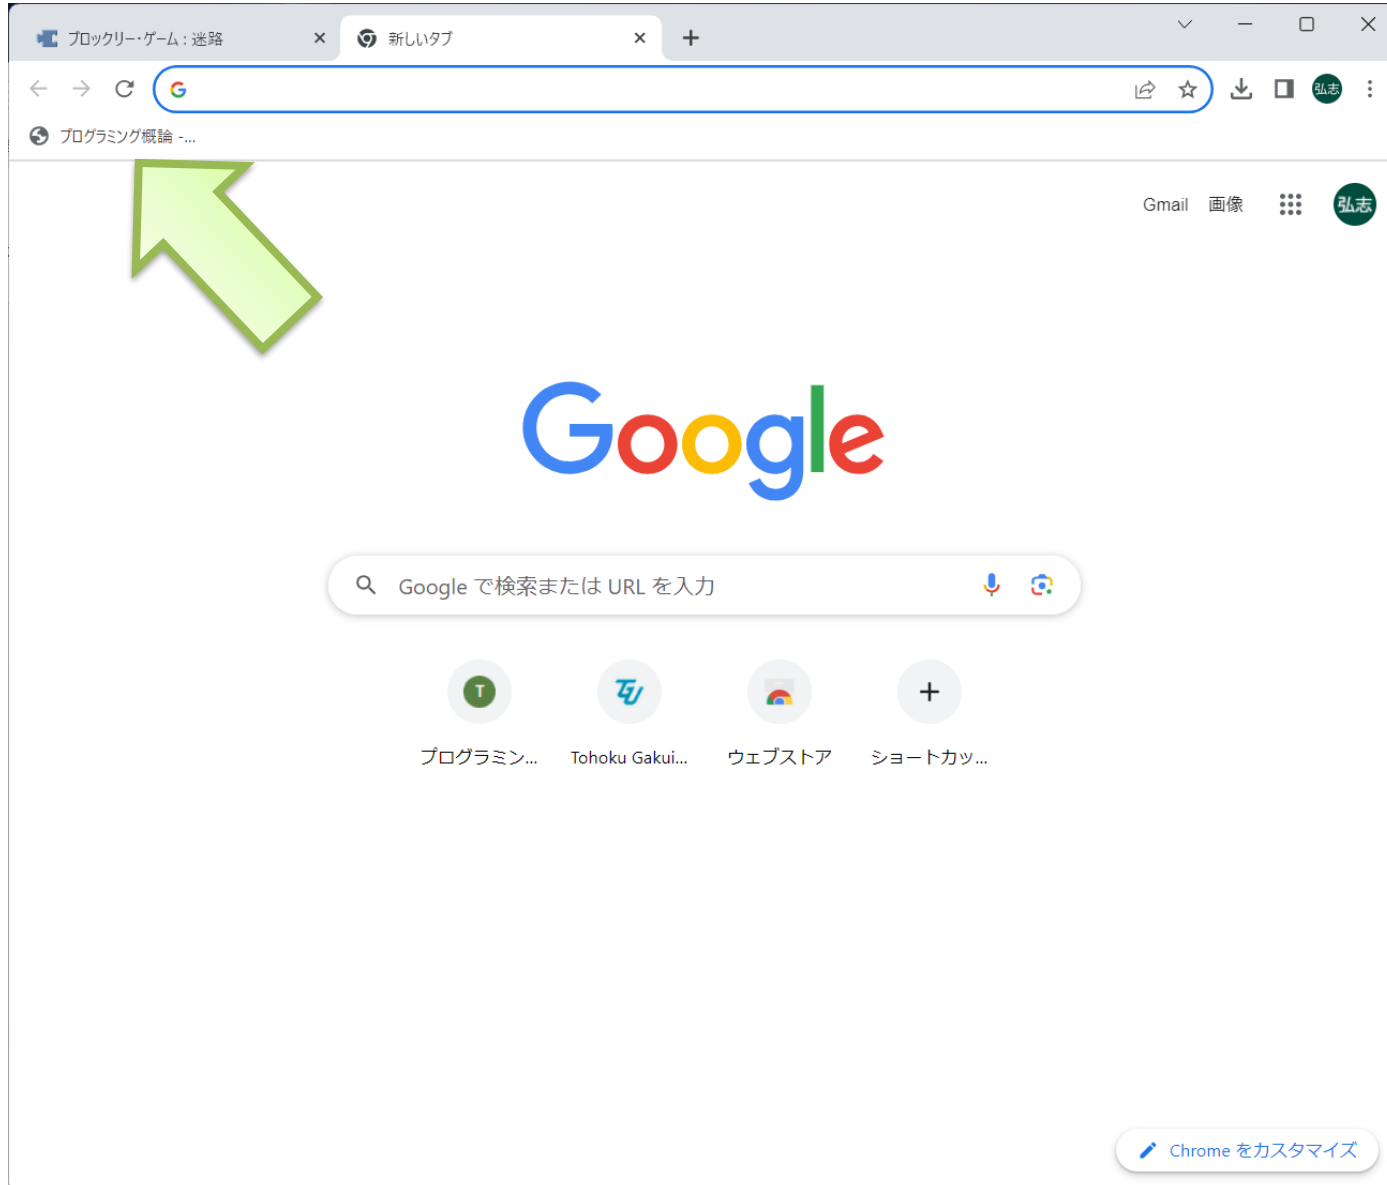 ブロックリー・ゲーム : 迷路
新しいタブ
弘志
プログラミング概論 -...
Gmail 画像
弘志
Google
Google で検索または URL を入力
T
TGU
プログラミン... Tohoku Gakui... ウェブストア ショートカッ...
Chrome をカスタマイズ